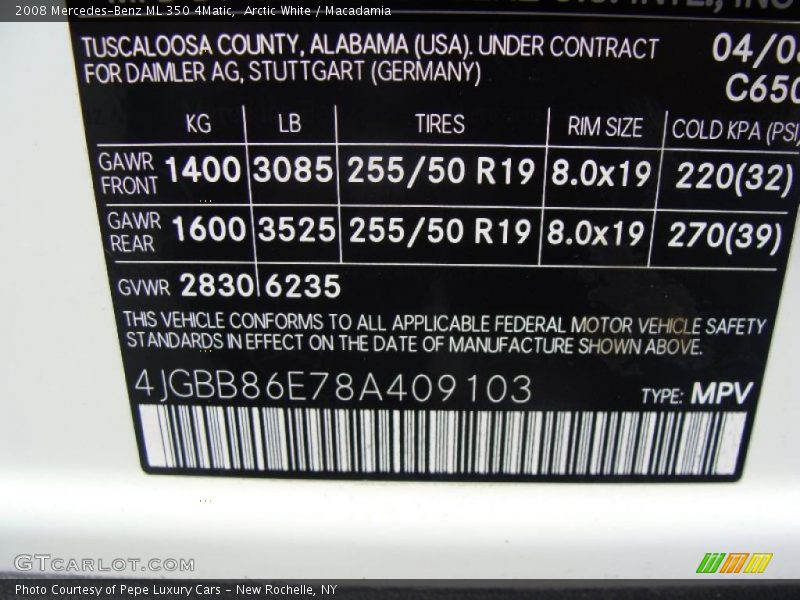 2008 Mercedes-Benz ML 350 4Matic, Arctic White / Macadamia
TUSCALOOSA COUNTY, ALABAMA (USA). UNDER CONTRACT
FOR DAIMLER AG, STUTTGART (GERMANY)
04/08
C650
KG LB TIRES RIM SIZE COLD KPA (PSI)
GAWR FRONT 1400 3085 255/50 R19 8.0x19 220(32)
GAWR REAR 1600 3525 255/50 R19 8.0x19 270(39)
GVWR 2830 6235
THIS VEHICLE CONFORMS TO ALL APPLICABLE FEDERAL MOTOR VEHICLE SAFETY
STANDARDS IN EFFECT ON THE DATE OF MANUFACTURE SHOWN ABOVE.
4JGBB86E78A409103 TYPE: MPV
GTCARLOT.COM
Photo Courtesy of Pepe Luxury Cars - New Rochelle, NY